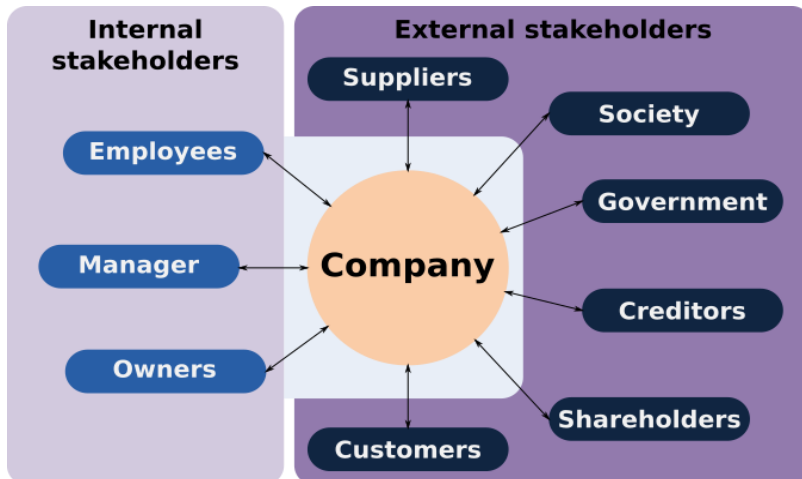 Internal
stakeholders
Employees
Manager
Owners
External stakeholders
Suppliers
Society
Government
Creditors
Shareholders
Customers
Company